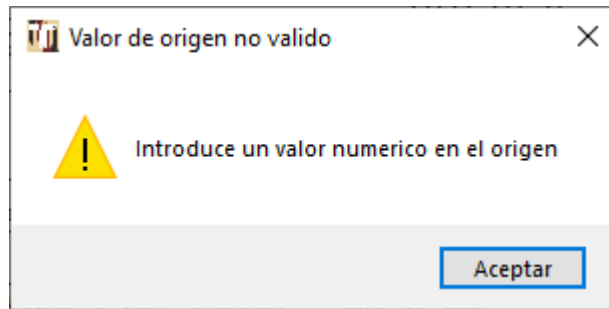 Valor de origen no valido
Introduce un valor numerico en el origen
Aceptar